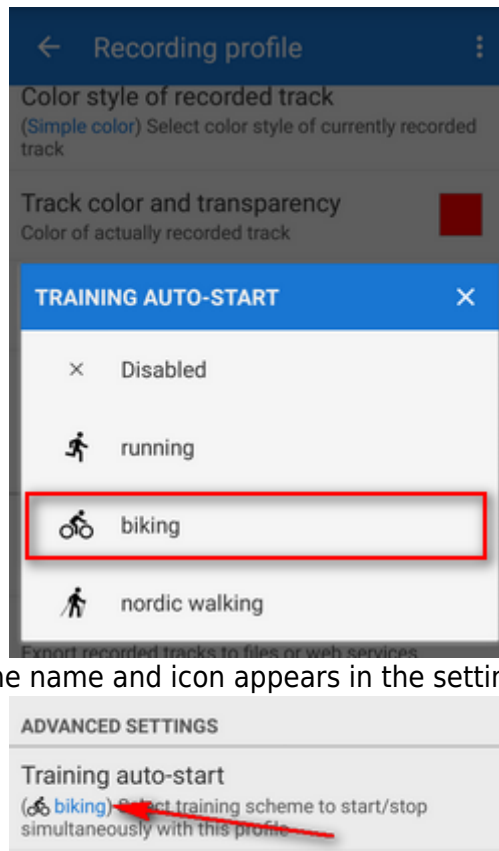 Recording profile
Color style of recorded track
(Simple color) Select color style of currently recorded
track
Track color and transparency
Color of actually recorded track
TRAINING AUTO-START
Disabled
running
biking
nordic walking
Export recorded tracks to files or web services
name and icon appears in the
ADVANCED SETTINGS
Training auto-start
(biking) Select training scheme to start/stop
simultaneously with this profile